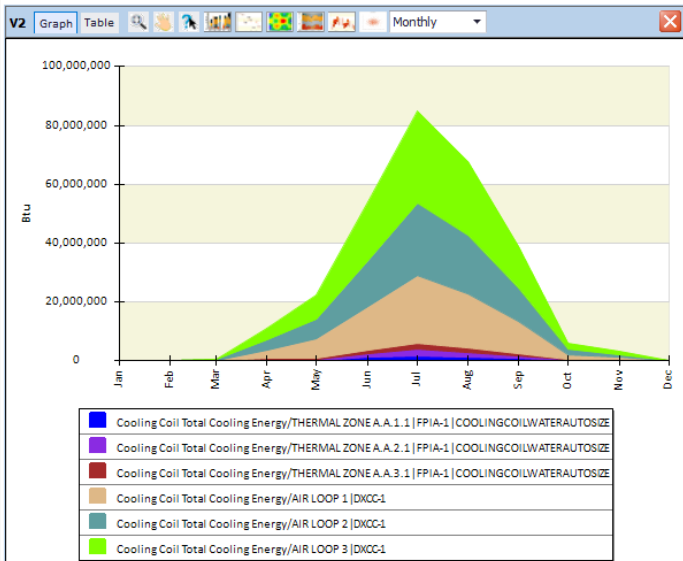 V2 Graph Table Monthly
100,000,000
80,000,000
60,000,000
40,000,000
20,000,000
0
Btu
Jan Feb Mar Apr May Jun Jul Aug Sep Oct Nov Dec
Cooling Coil Total Cooling Energy/THERMAL ZONE A.A.1.1|FPIA-1|COOLINGCOILWATERAUTOSIZE
Cooling Coil Total Cooling Energy/THERMAL ZONE A.A.2.1|FPIA-1|COOLINGCOILWATERAUTOSIZE
Cooling Coil Total Cooling Energy/THERMAL ZONE A.A.3.1|FPIA-1|COOLINGCOILWATERAUTOSIZE
Cooling Coil Total Cooling Energy/AIR LOOP 1|DXCC-1
Cooling Coil Total Cooling Energy/AIR LOOP 2|DXCC-1
Cooling Coil Total Cooling Energy/AIR LOOP 3|DXCC-1